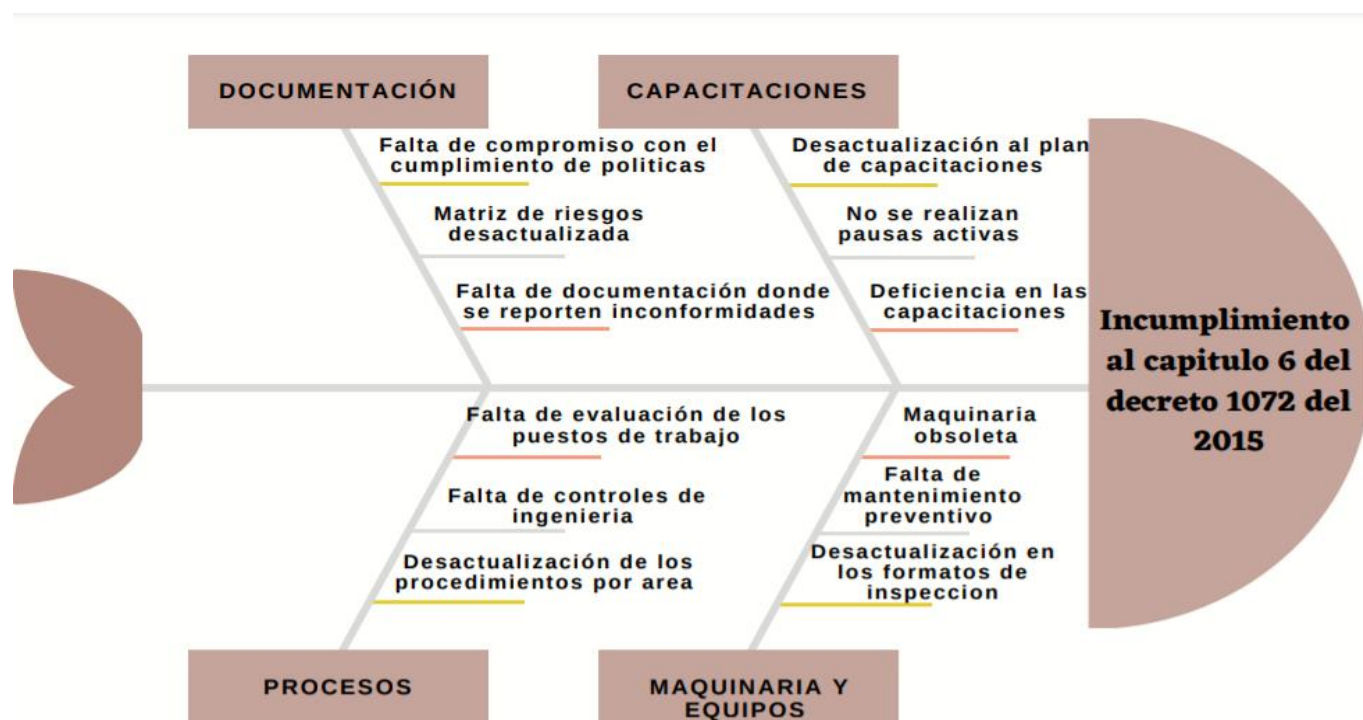 DOCUMENTACIÓN
CAPACITACIONES
Falta de compromiso con el
cumplimiento de politicas
Matriz de riesgos
desactualizada
Falta de documentación donde
se reporten inconformidades
Desactualización al plan
de capacitaciones
No se realizan
pausas activas
Deficiencia en las
capacitaciones
Incumplimiento
al capitulo 6 del
decreto 1072 del
2015
Falta de evaluación de los
puestos de trabajo
Falta de controles de
ingenieria
Desactualización de los
procedimientos por area
Maquinaria
obsoleta
Falta de
mantenimiento
preventivo
Desactualización en
los formatos de
inspeccion
PROCESOS
MAQUINARIA Y
EQUIPOS